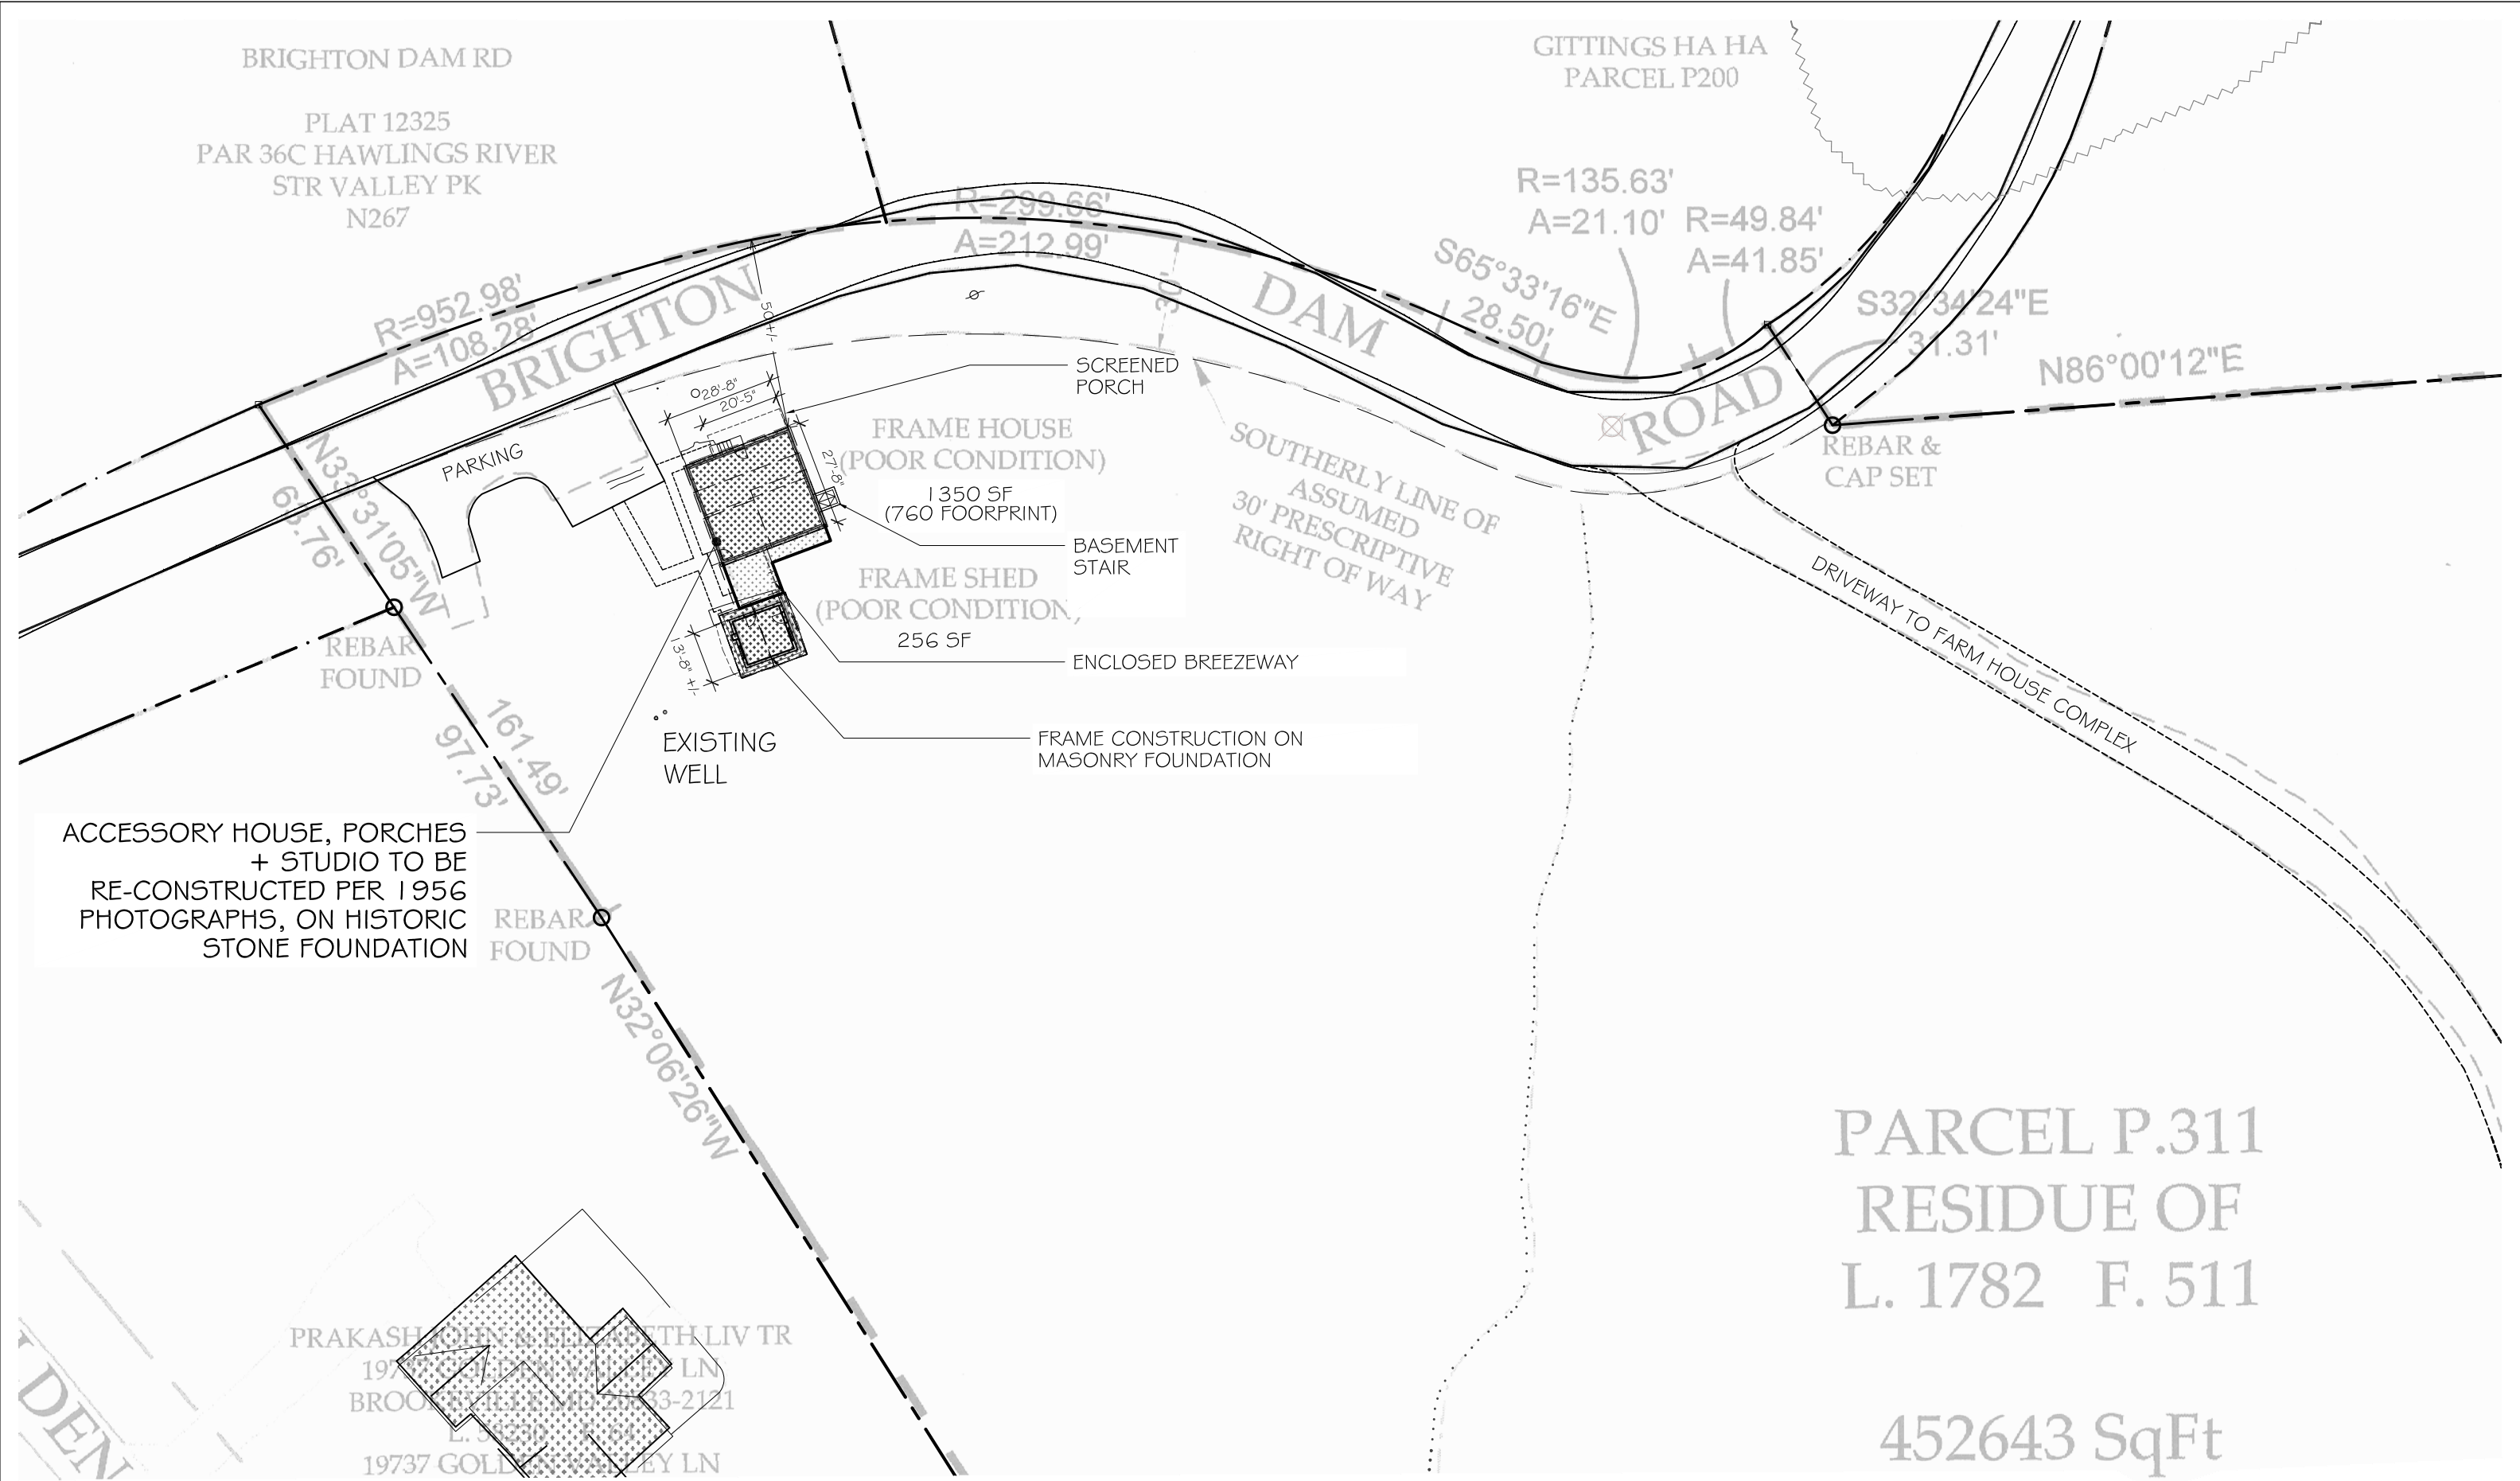 BRIGHTON DAM RD
PLAT 12325
PAR 36C HAWLINGS RIVER
STR VALLEY PK
N267
GITTINGS HA HA
PARCEL P200
R=952.98'
A=108.28'
R=299.66'
A=212.99'
R=135.63'
A=21.10'
R=49.84'
A=41.85'
S65°33'16"E
28.50'
S32°34'24"E
31.31'
N86°00'12"E
BRIGHTON
DAM
ROAD
30'
50'+/-
28'-8"
20'-5"
27'-8"
SCREENED
PORCH
FRAME HOUSE
(POOR CONDITION)
1350 SF
(760 FOORPRINT)
BASEMENT
STAIR
FRAME SHED
(POOR CONDITION)
256 SF
13'-8" +/-
ENCLOSED BREEZEWAY
FRAME CONSTRUCTION ON
MASONRY FOUNDATION
PARKING
N33°31'05"W
REBAR
FOUND
SOUTHERLY LINE OF
ASSUMED
30' PRESCRIPTIVE
RIGHT OF WAY
REBAR &
CAP SET
DRIVEWAY TO FARM HOUSE COMPLEX
161.49'
97.73'
EXISTING
WELL
ACCESSORY HOUSE, PORCHES
+ STUDIO TO BE
RE-CONSTRUCTED PER 1956
PHOTOGRAPHS, ON HISTORIC
STONE FOUNDATION
REBAR
FOUND
N32°06'26"W
PARCEL P.311
RESIDUE OF
L. 1782 F. 511
452643 SqFt
PRAKASH JOHN & ELIZABETH LIV TR
GOLDEN VALLEY LN
19737 GOLDEN VALLEY LN
DEN